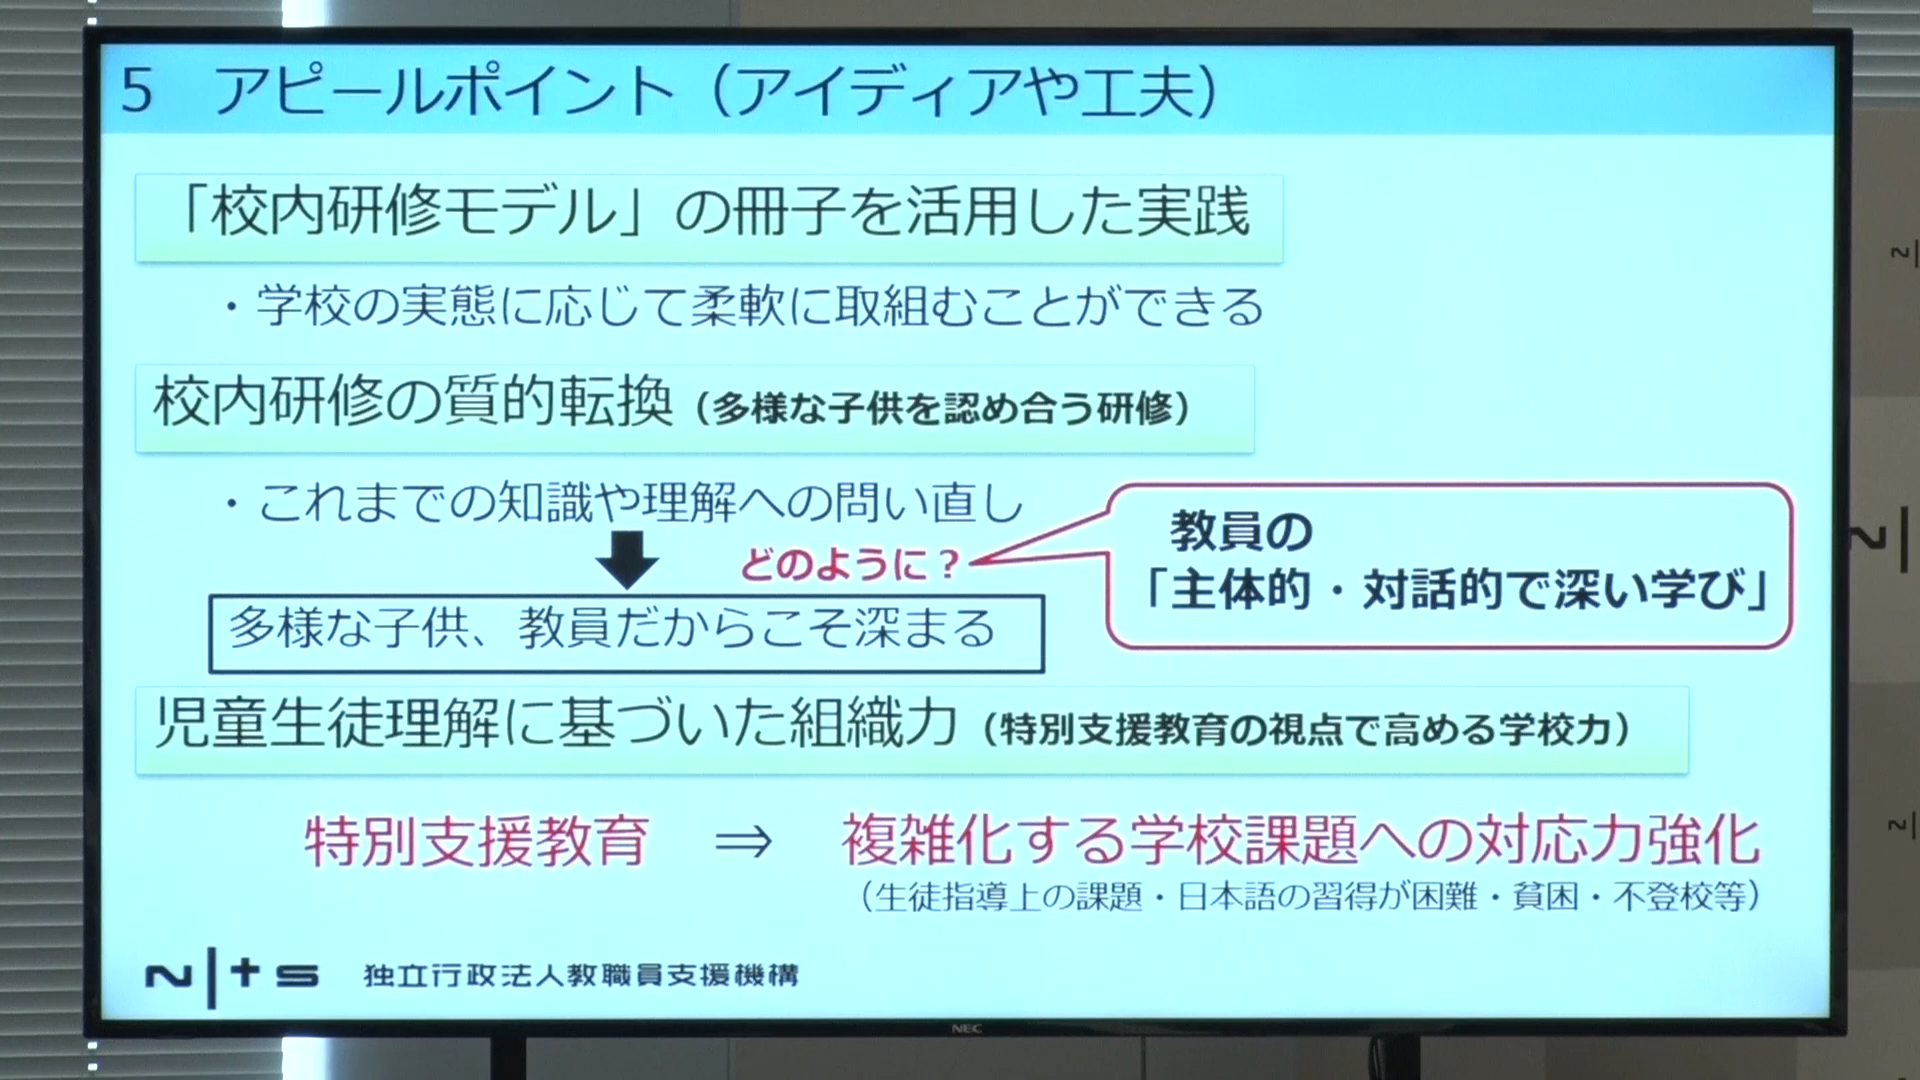 5 アピールポイント（アイディアや工夫）
「校内研修モデル」の冊子を活用した実践
・学校の実態に応じて柔軟に取組むことができる
校内研修の質的転換（多様な子供を認め合う研修）
・これまでの知識や理解への問い直し
どのように？
教員の
「主体的・対話的で深い学び」
多様な子供、教員だからこそ深まる
児童生徒理解に基づいた組織力（特別支援教育の視点で高める学校力）
特別支援教育 ⇒ 複雑化する学校課題への対応力強化
（生徒指導上の課題・日本語の習得が困難・貧困・不登校等）
N|ts 独立行政法人教職員支援機構
NEC